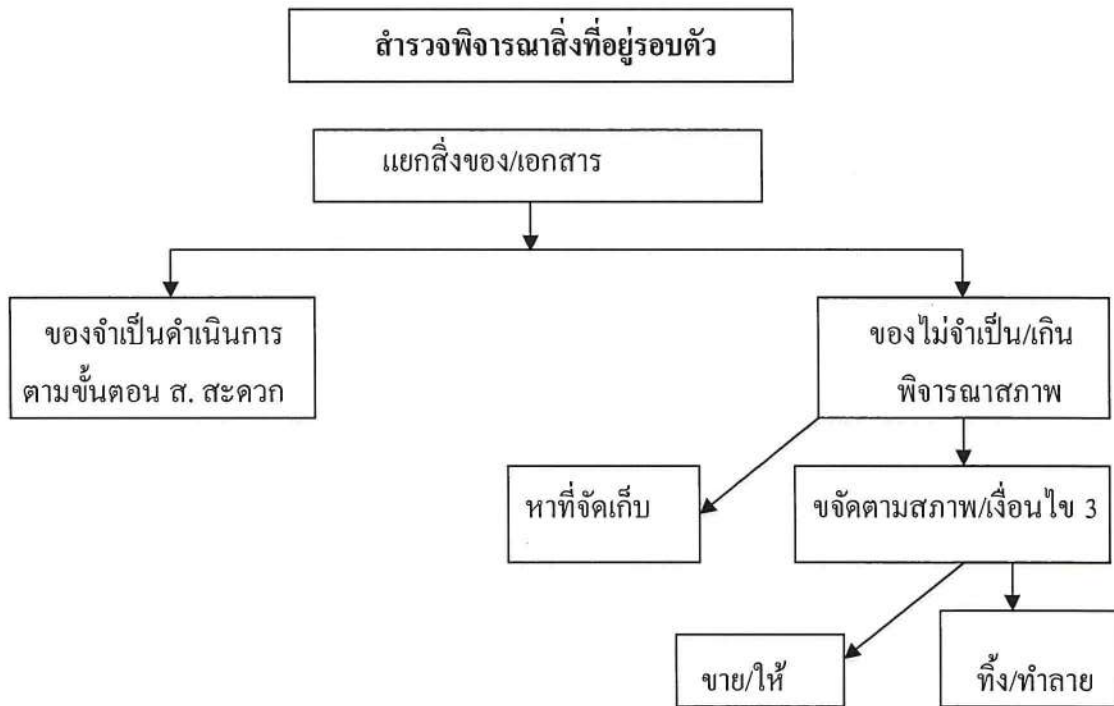 สำรวจพิจารณาสิ่งที่อยู่รอบตัว
แยกสิ่งของ/เอกสาร
ของจำเป็นดำเนินการ
ตามขั้นตอน ส. สะดวก
ของไม่จำเป็น/เกิน
พิจารณาสภาพ
หาที่จัดเก็บ
ขจัดตามสภาพ/เงื่อนไข 3
ขาย/ให้
ทิ้ง/ทำลาย